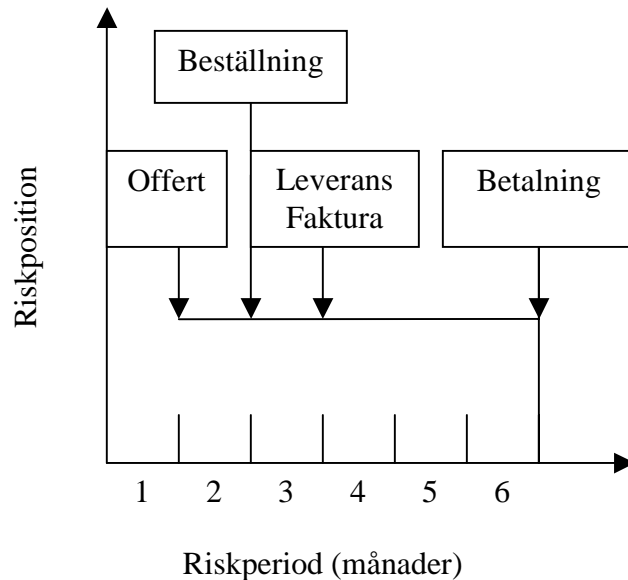 Beställning
Offert
Leverans
Faktura
Betalning
Riskposition
1 2 3 4 5 6
Riskperiod (månader)